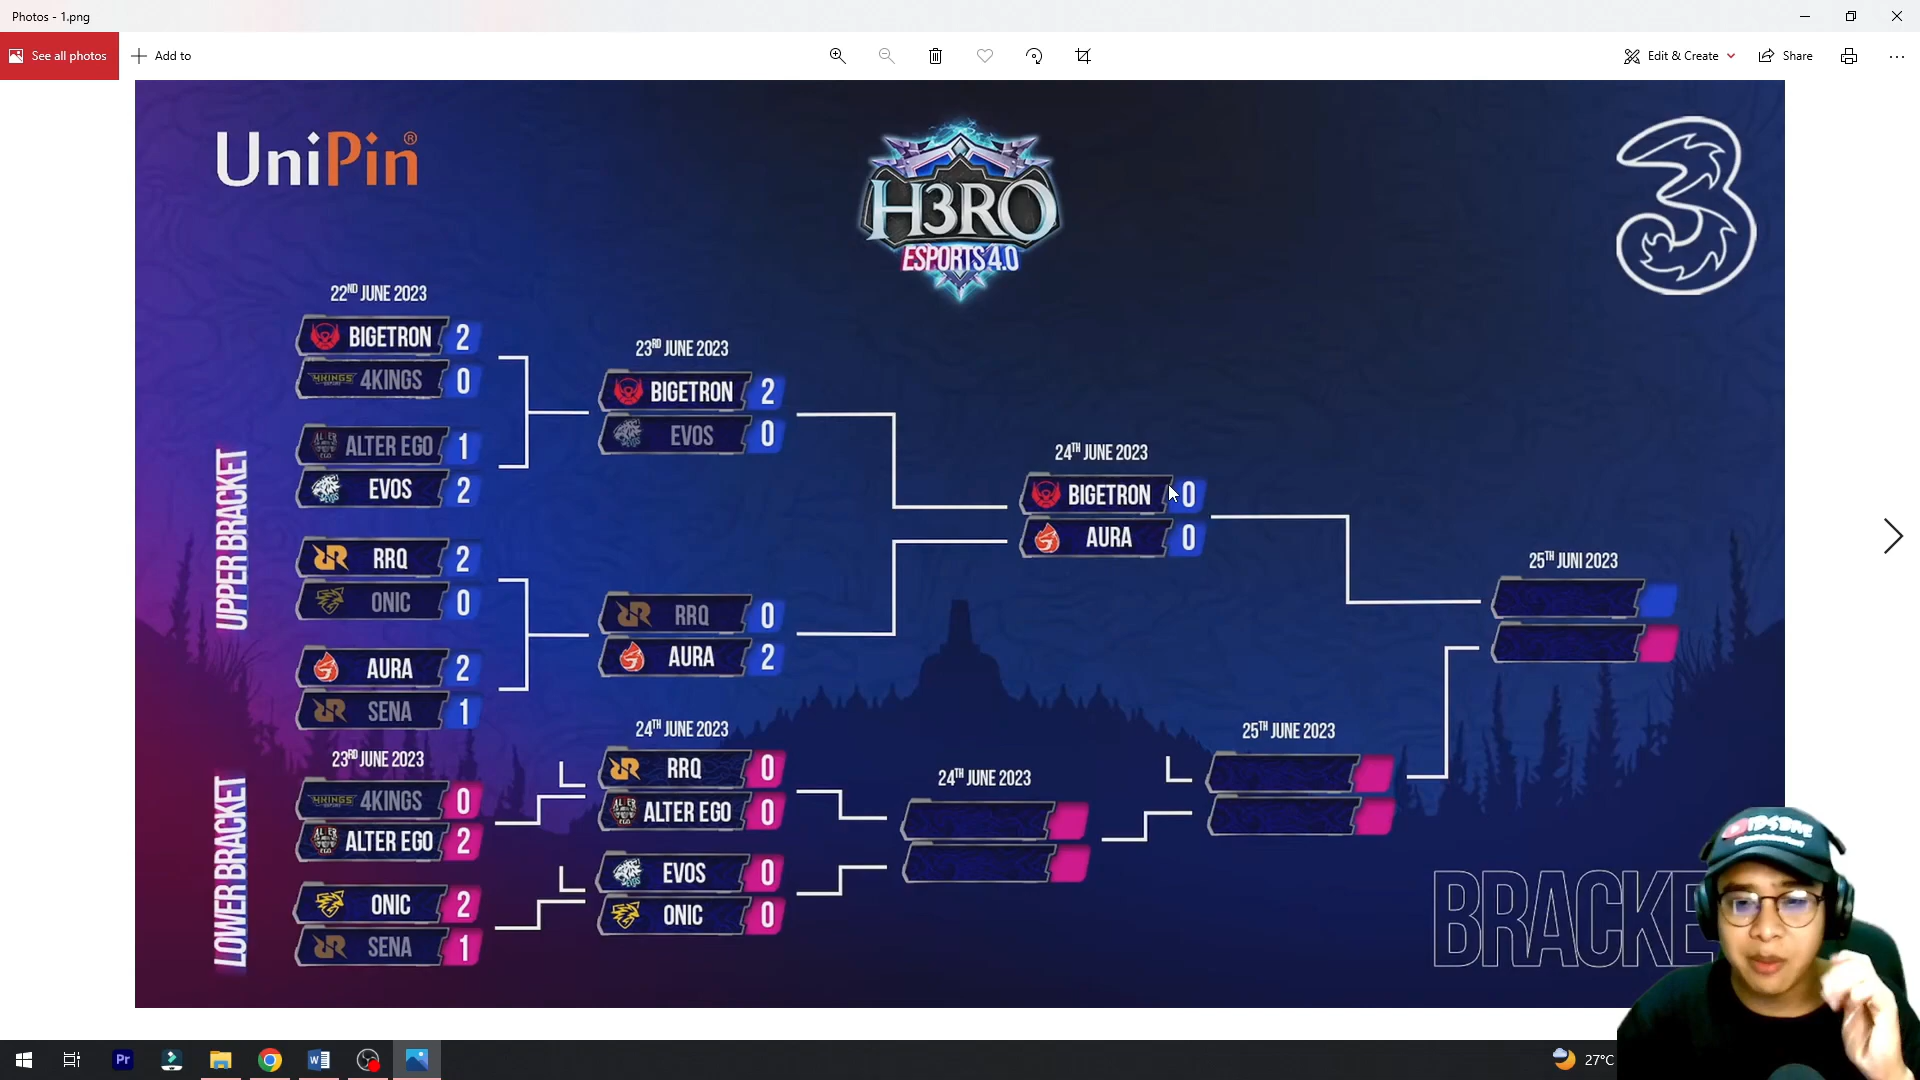 Photos - 1.png
See all photos
Add to
Edit & Create
Share
UniPin®
H3RO
ESPORTS 4.0
3
UPPER BRACKET
22ND JUNE 2023
BIGETRON 2
4KINGS 0
ALTER EGO 1
EVOS 2
RRQ 2
ONIC 0
AURA 2
SENA 1
23RD JUNE 2023
BIGETRON 2
EVOS 0
RRQ 0
AURA 2
24TH JUNE 2023
BIGETRON 0
AURA 0
25TH JUNI 2023
LOWER BRACKET
23RD JUNE 2023
4KINGS 0
ALTER EGO 2
ONIC 2
SENA 1
24TH JUNE 2023
RRQ 0
ALTER EGO 0
EVOS 0
ONIC 0
24TH JUNE 2023
25TH JUNE 2023
BRACKE
Pr
27°C